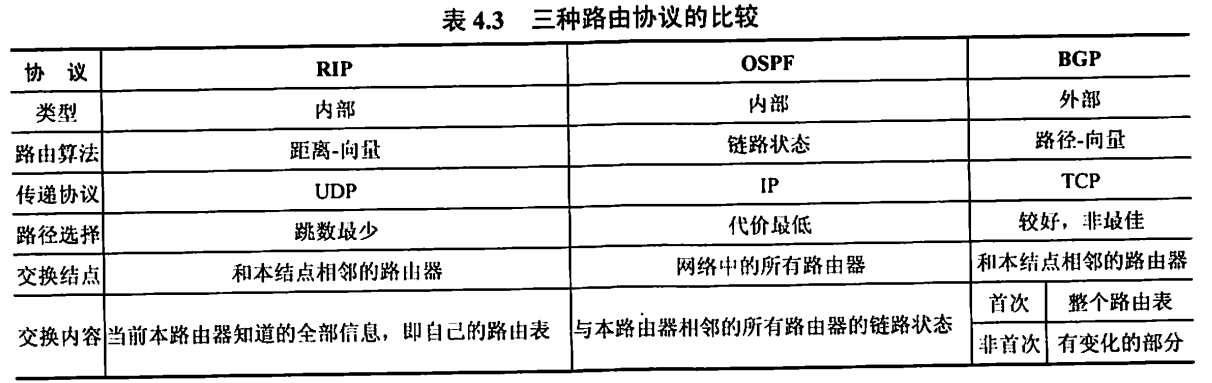 表 4.3 三种路由协议的比较
协 议 RIP OSPF BGP
类型 内部 内部 外部
路由算法 距离-向量 链路状态 路径-向量
传递协议 UDP IP TCP
路径选择 跳数最少 代价最低 较好，非最佳
交换结点 和本结点相邻的路由器 网络中的所有路由器 和本结点相邻的路由器
交换内容 当前本路由器知道的全部信息，即自己的路由表 与本路由器相邻的所有路由器的链路状态 首次 整个路由表
非首次 有变化的部分